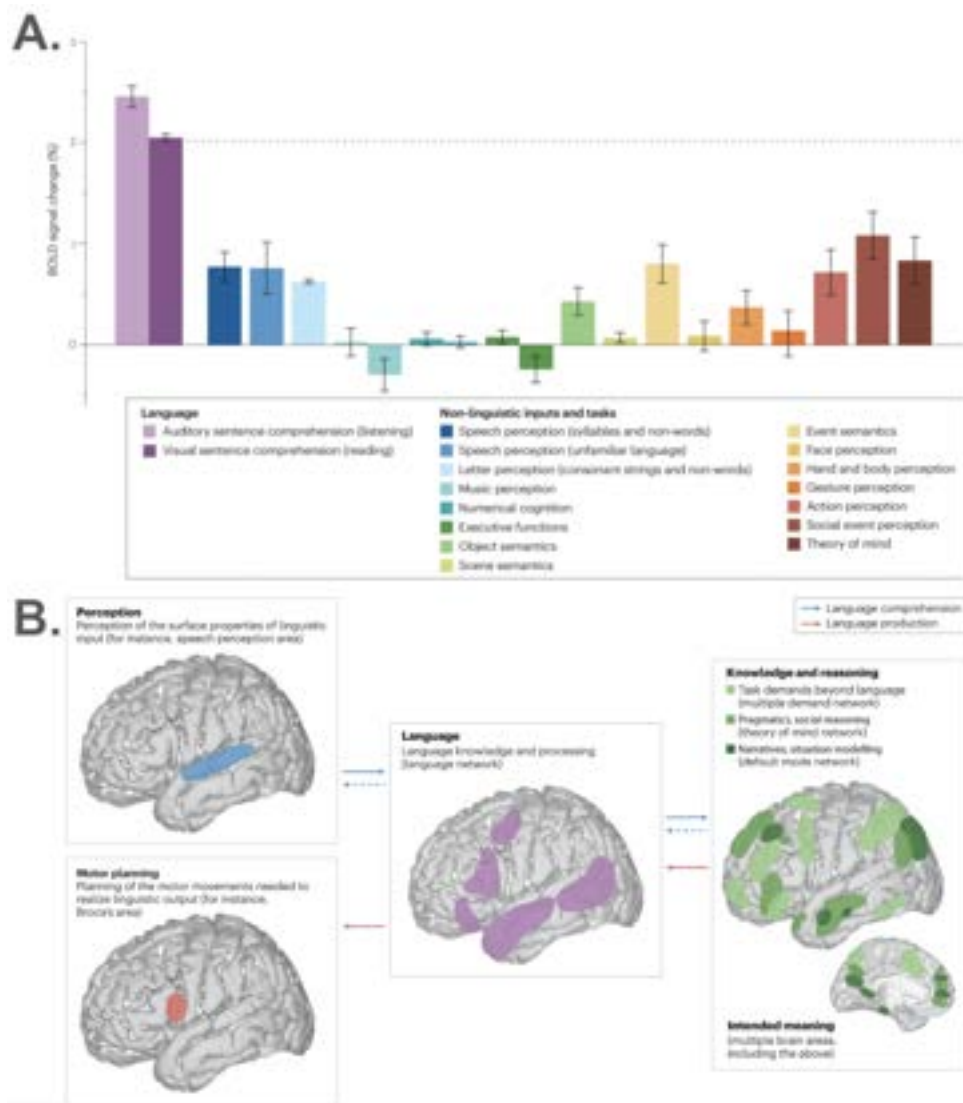 A.
3
2
1
0
BOLD signal change (%)
Language
Auditory sentence comprehension (listening)
Visual sentence comprehension (reading)
Non-linguistic inputs and tasks
Speech perception (syllables and non-words)
Speech perception (unfamiliar language)
Letter perception (consonant strings and non-words)
Music perception
Numerical cognition
Executive functions
Object semantics
Scene semantics
Event semantics
Face perception
Hand and body perception
Gesture perception
Action perception
Social event perception
Theory of mind
B.
Perception
Perception of the surface properties of linguistic
input (for instance, speech perception area)
Language comprehension
Language production
Language
Language knowledge and processing
(language network)
Knowledge and reasoning
Task demands beyond language
(multiple demand network)
Pragmatics, social reasoning
(theory of mind network)
Narratives, situation modelling
(default mode network)
Motor planning
Planning of the motor movements needed to
realize linguistic output (for instance,
Broca's area)
Intended meaning
(multiple brain areas,
including the above)